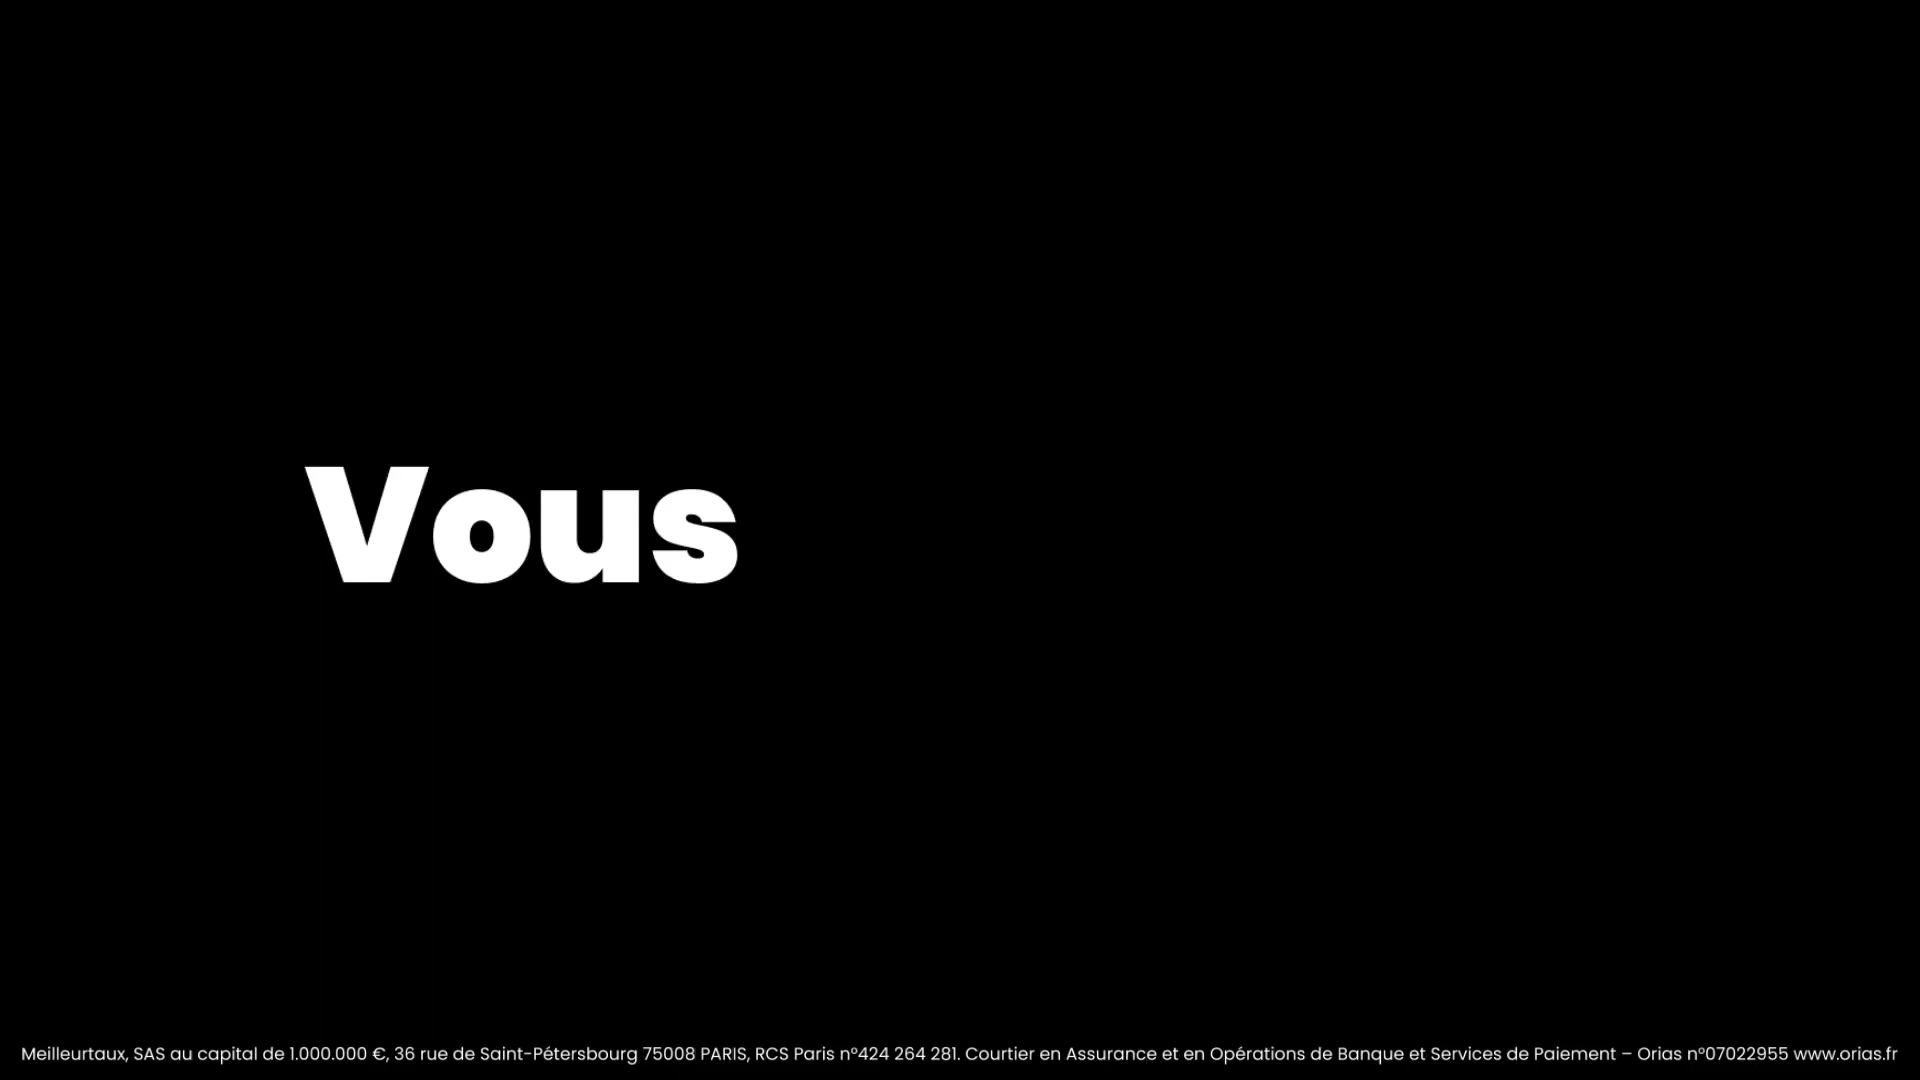 Vous
Meilleurtaux, SAS au capital de 1.000.000 €, 36 rue de Saint-Pétersbourg 75008 PARIS, RCS Paris n°424 264 281. Courtier en Assurance et en Opérations de Banque et Services de Paiement – Orias n°07022955 www.orias.fr